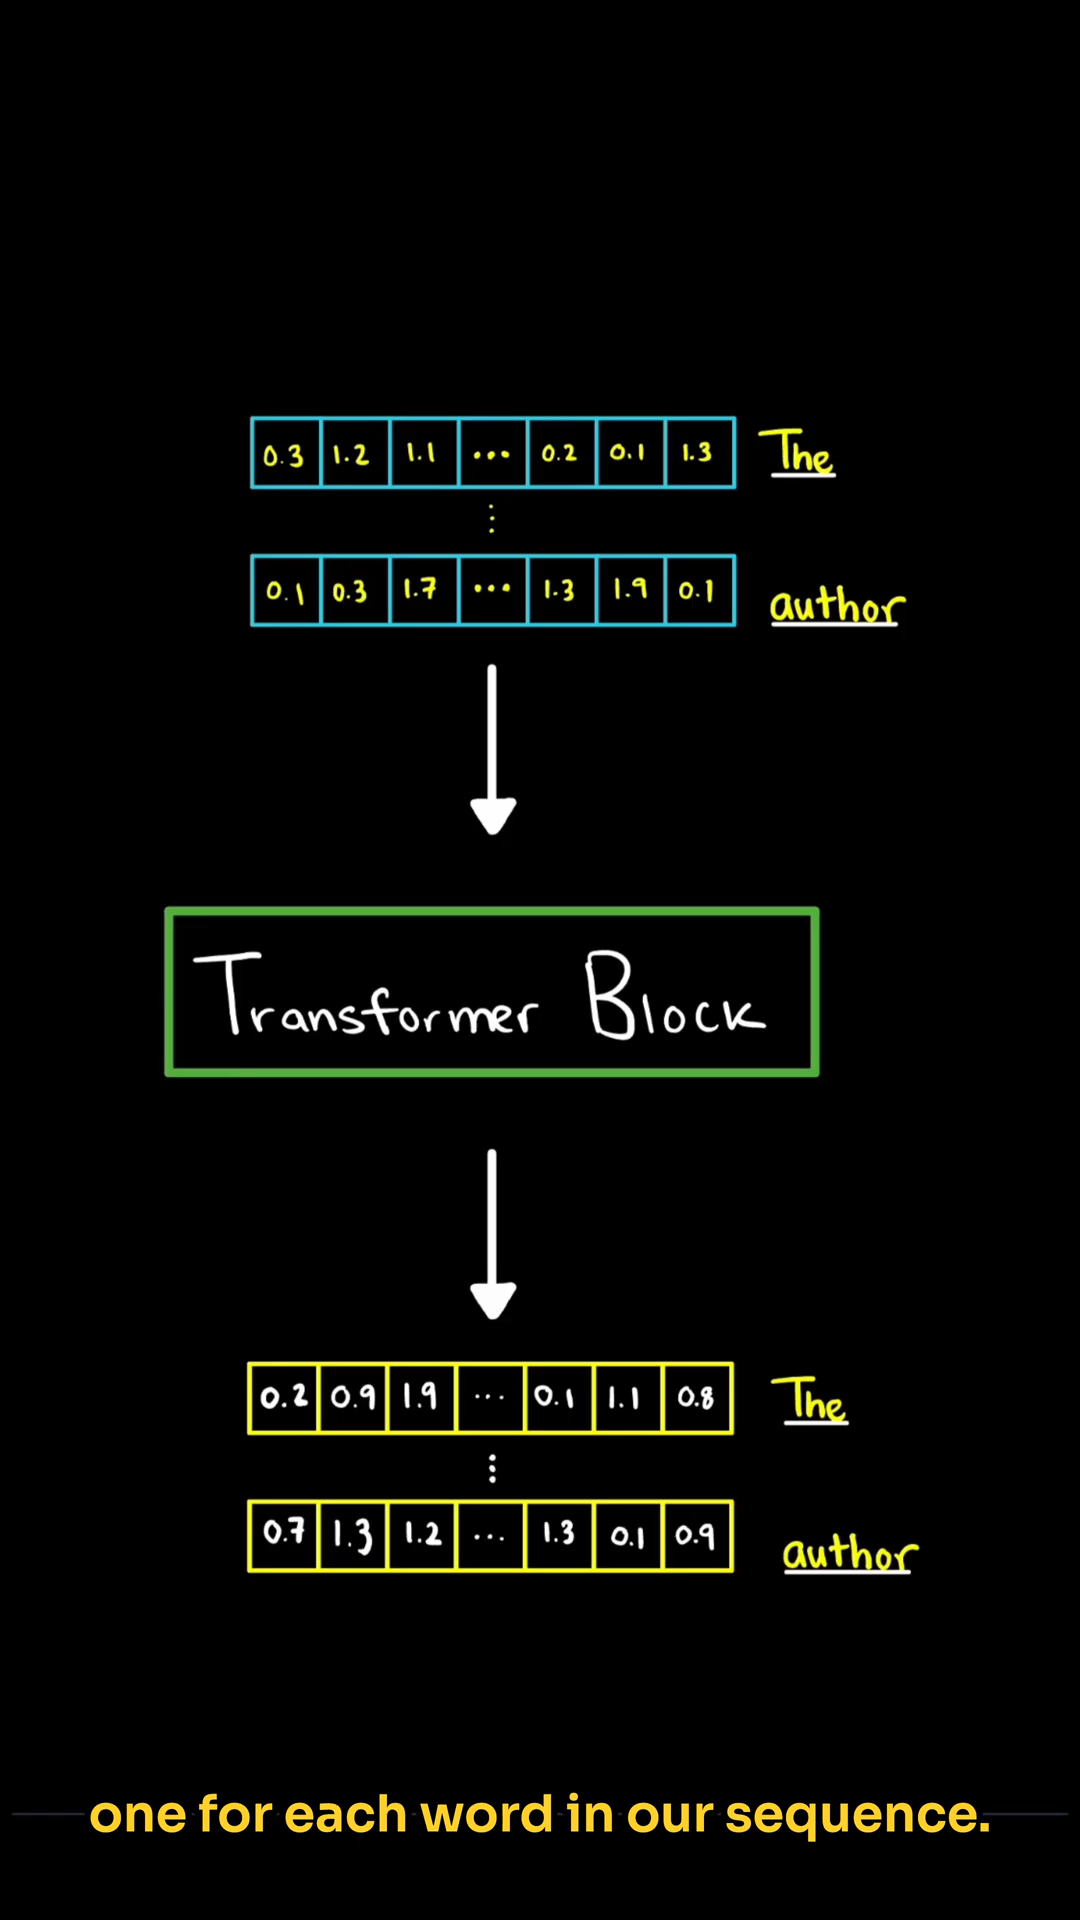 0.3 1.2 1.1 ... 0.2 0.1 1.3 The
⋮
0.1 0.3 1.7 ... 1.3 1.9 0.1 author
Transformer Block
0.2 0.9 1.9 ... 0.1 1.1 0.8 The
⋮
0.7 1.3 1.2 ... 1.3 0.1 0.9 author
one for each word in our sequence.